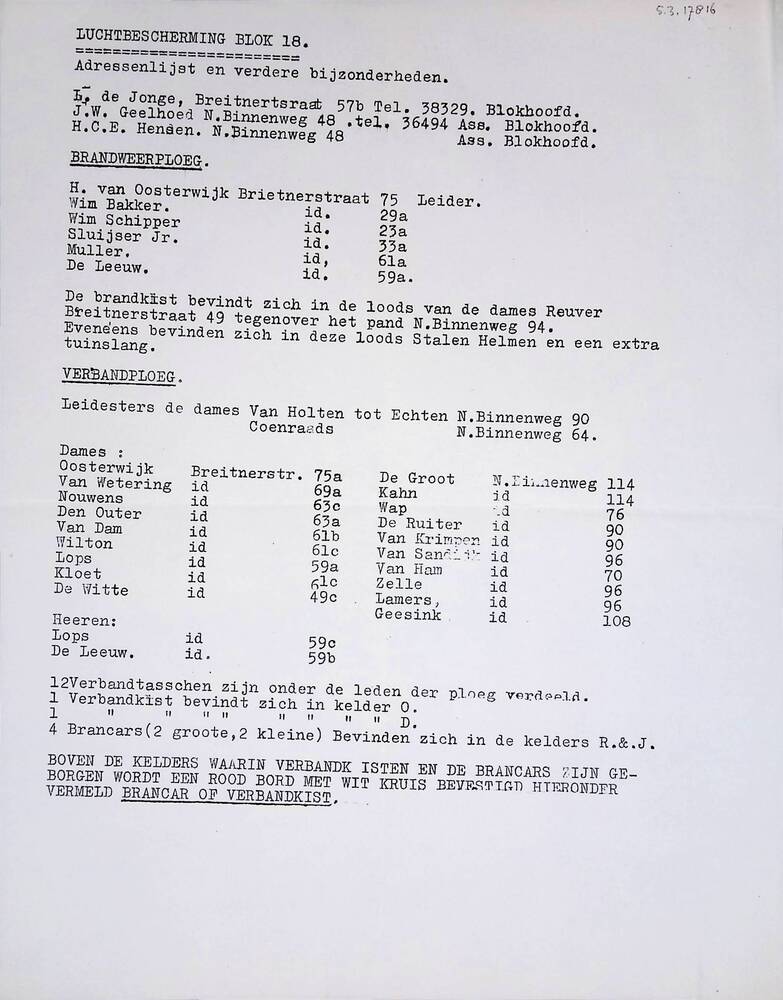 5.3.17816
LUCHTBESCHERMING BLOK 18.
=========================
Adressenlijst en verdere bijzonderheden.
L. de Jonge, Breitnertsraat 57b Tel. 38329. Blokhoofd.
J.W. Geelhoed N.Binnenweg 48 .tel. 36494 Ass. Blokhoofd.
H.C.E. Hensen. N.Binnenweg 48 Ass. Blokhoofd.
BRANDWEERPLOEG.
H. van Oosterwijk Brietnerstraat 75 Leider.
Wim Bakker. id. 29a
Wim Schipper id. 23a
Sluijser Jr. id. 33a
Muller. id, 61a
De Leeuw. id. 59a.
De brandkist bevindt zich in de loods van de dames Reuver
Breitnerstraat 49 tegenover het pand N.Binnenweg 94.
Eveneens bevinden zich in deze loods Stalen Helmen en een extra
tuinslang.
VERBANDPLOEG.
Leidesters de dames Van Holten tot Echten N.Binnenweg 90
Coenraads N.Binnenweg 64.
Dames :
Oosterwijk Breitnerstr. 75a De Groot N.Binnenweg 114
Van Wetering id 69a Kahn id 114
Nouwens id 63c Wap id 76
Den Outer id 63a De Ruiter id 90
Van Dam id 61b Van Krimpen id 90
Wilton id 61c Van Sandijk id 96
Lops id 59a Van Ham id 70
Kloet id 61c Zelle id 96
De Witte id 49c . Lamers, id 96
Geesink id 108
Heeren:
Lops id 59c
De Leeuw. id. 59b
12Verbandtasschen zijn onder de leden der ploeg verdeeld.
1 Verbandkist bevindt zich in kelder O.
1 " " " " " " " " D.
4 Brancars(2 groote,2 kleine) Bevinden zich in de kelders R.&.J.
BOVEN DE KELDERS WAARIN VERBANDK ISTEN EN DE BRANCARS ZIJN GE-
BORGEN WORDT EEN ROOD BORD MET WIT KRUIS BEVESTIGD HIERONDER
VERMELD BRANCAR OF VERBANDKIST.